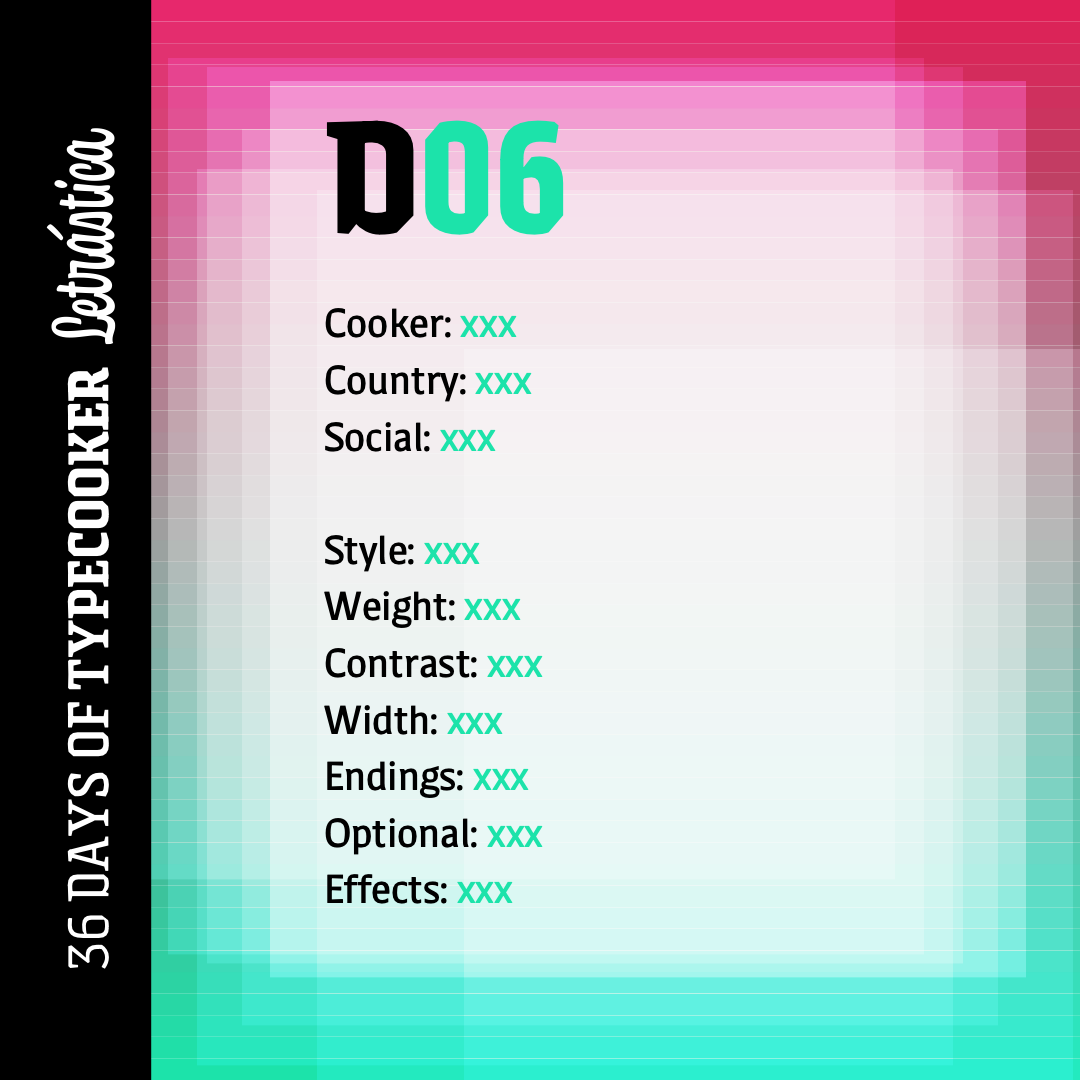 36 DAYS OF TYPECOOKER Letrástica
D06
Cooker: xxx
Country: xxx
Social: xxx
Style: xxx
Weight: xxx
Contrast: xxx
Width: xxx
Endings: xxx
Optional: xxx
Effects: xxx